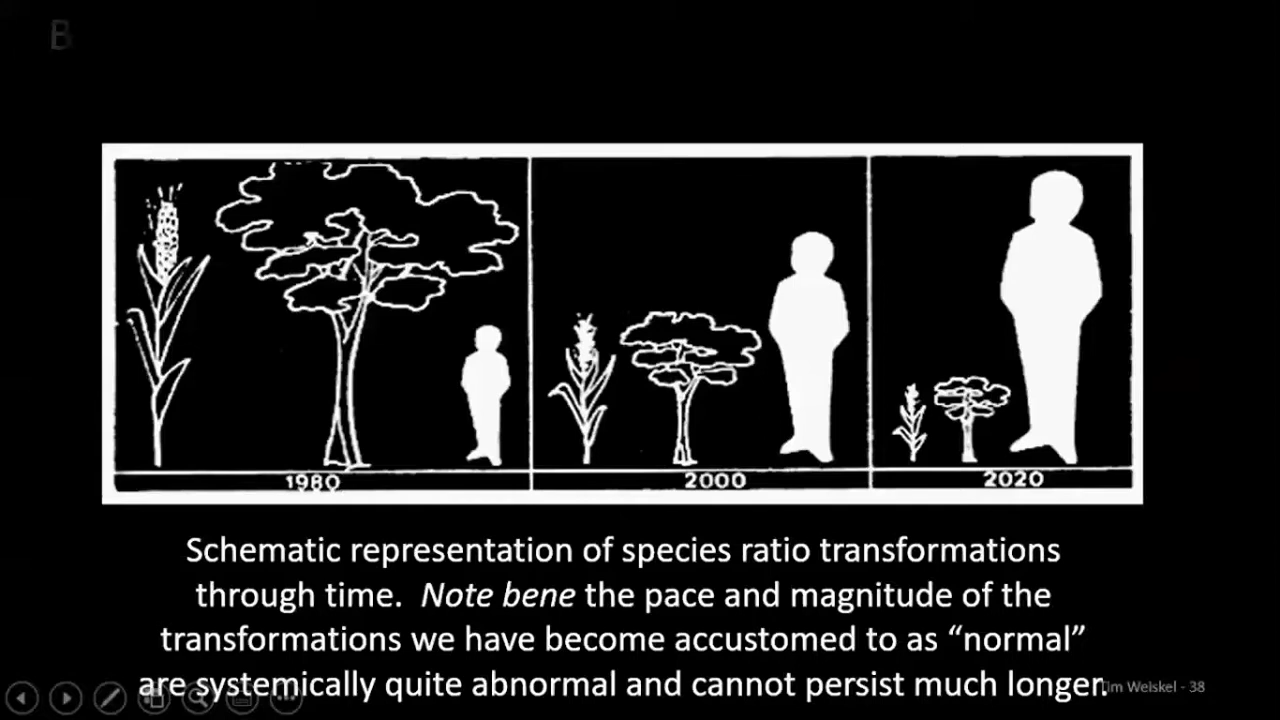 B
1980
2000
2020
Schematic representation of species ratio transformations
through time. Note bene the pace and magnitude of the
transformations we have become accustomed to as “normal”
are systemically quite abnormal and cannot persist much longer.
Tim Weiskel - 38